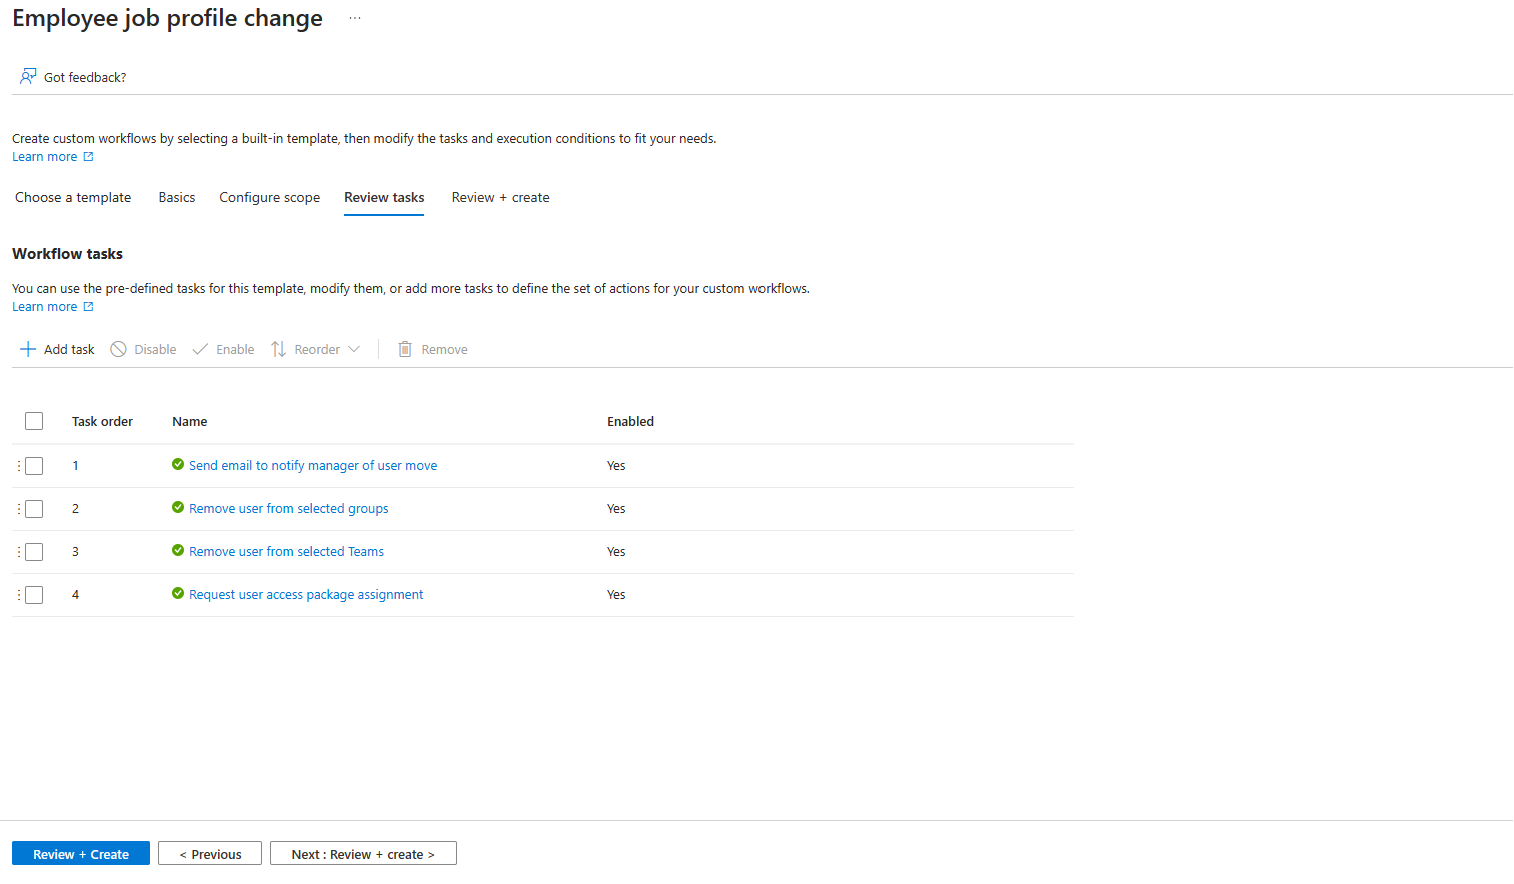 Employee job profile change ...
Got feedback?
Create custom workflows by selecting a built-in template, then modify the tasks and execution conditions to fit your needs.
Learn more
Choose a template Basics Configure scope Review tasks Review + create
Workflow tasks
You can use the pre-defined tasks for this template, modify them, or add more tasks to define the set of actions for your custom workflows.
Learn more
Add task Disable Enable Reorder Remove
Task order Name Enabled
1 Send email to notify manager of user move Yes
2 Remove user from selected groups Yes
3 Remove user from selected Teams Yes
4 Request user access package assignment Yes
Review + Create < Previous Next : Review + create >